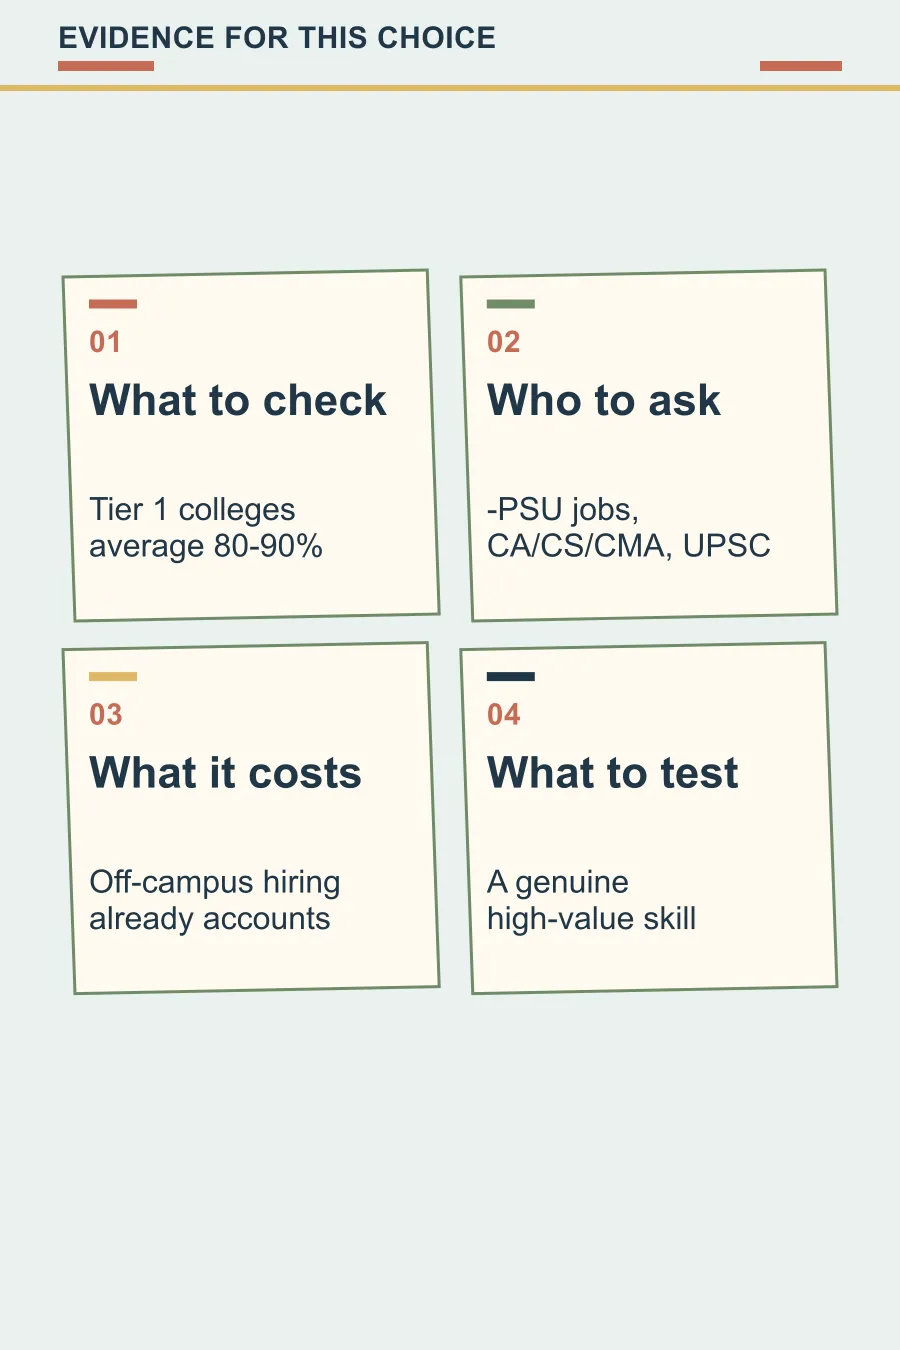 EVIDENCE FOR THIS CHOICE
01
What to check
Tier 1 colleges
average 80-90%
02
Who to ask
-PSU jobs,
CA/CS/CMA, UPSC
03
What it costs
Off-campus hiring
already accounts
04
What to test
A genuine
high-value skill